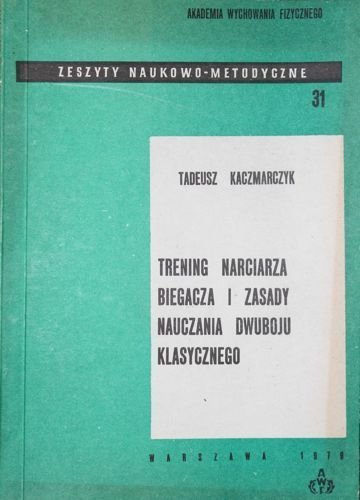 AKADEMIA WYCHOWANIA FIZYCZNEGO
ZESZYTY NAUKOWO-METODYCZNE
31
TADEUSZ KACZMARCZYK
TRENING NARCIARZA
BIEGACZA I ZASADY
NAUCZANIA DWUBOJU
KLASYCZNEGO
WARSZAWA 1979
AWF